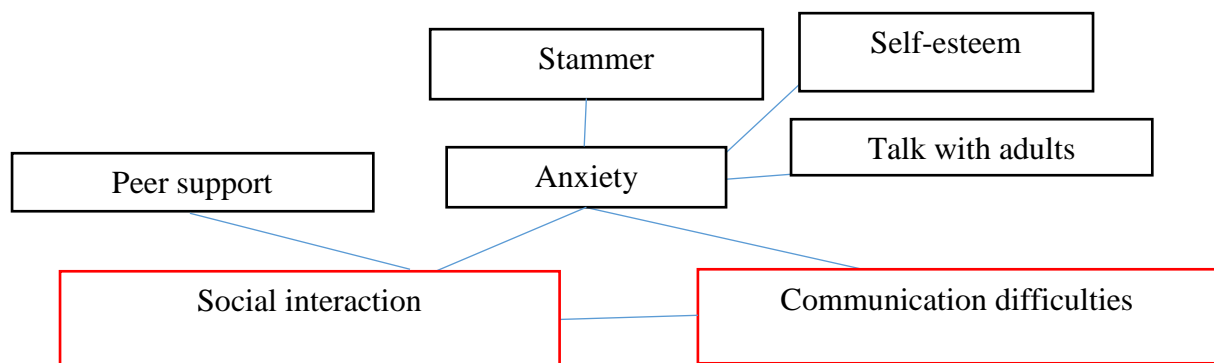 Self-esteem
Stammer
Talk with adults
Peer support
Anxiety
Social interaction
Communication difficulties